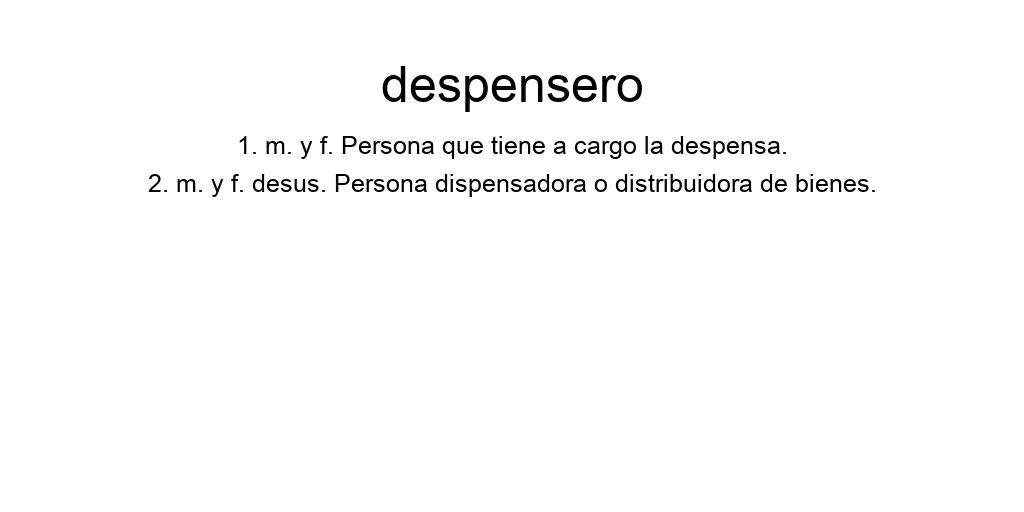 despensero
1. m. y f. Persona que tiene a cargo la despensa.
2. m. y f. desus. Persona dispensadora o distribuidora de bienes.